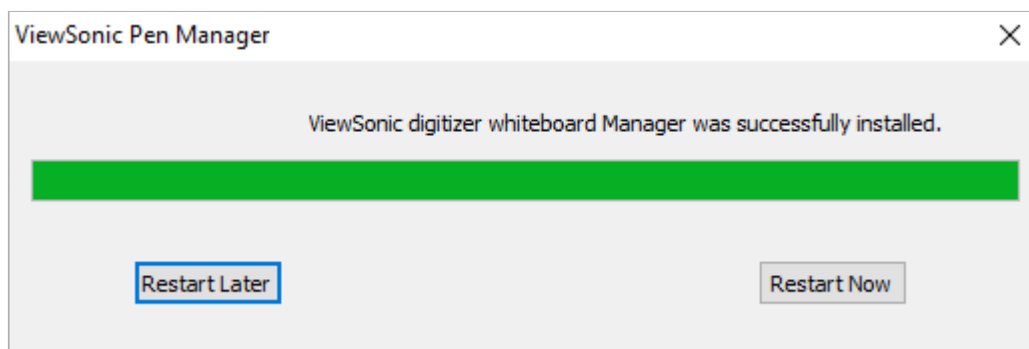 ViewSonic Pen Manager
ViewSonic digitizer whiteboard Manager was successfully installed.
Restart Later
Restart Now